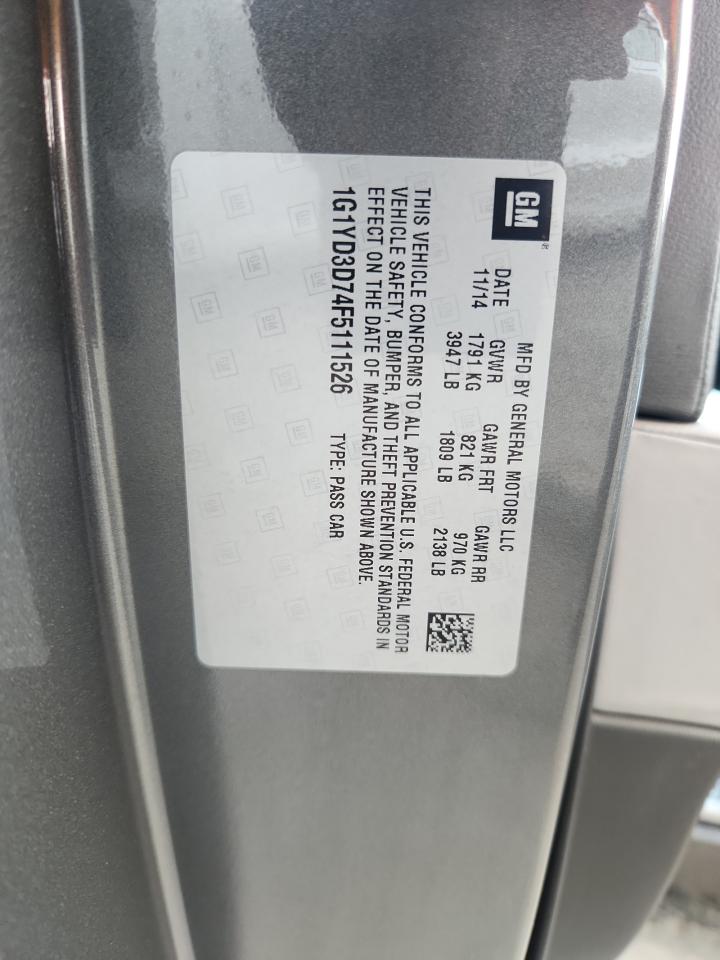 GM
MFD BY GENERAL MOTORS LLC
DATE GVWR GAWR FRT GAWR RR
11/14 1791 KG 821 KG 970 KG
3947 LB 1809 LB 2138 LB
THIS VEHICLE CONFORMS TO ALL APPLICABLE U.S. FEDERAL MOTOR
VEHICLE SAFETY, BUMPER, AND THEFT PREVENTION STANDARDS IN
EFFECT ON THE DATE OF MANUFACTURE SHOWN ABOVE.
1G1YD3D74F5111526 TYPE: PASS CAR